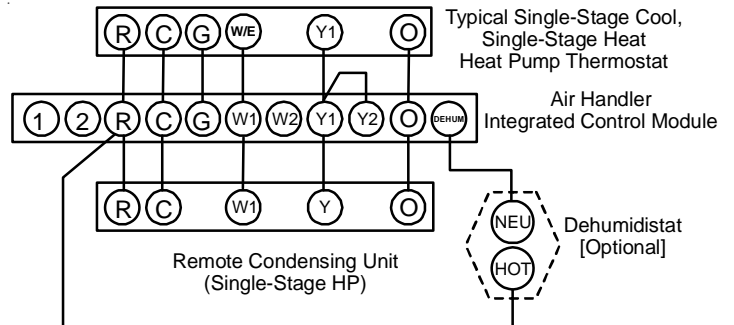 R C G W/E Y1 O
Typical Single-Stage Cool,
Single-Stage Heat
Heat Pump Thermostat
1 2 R C G W1 W2 Y1 Y2 O DEHUM
Air Handler
Integrated Control Module
R C W1 Y O
Remote Condensing Unit
(Single-Stage HP)
NEU
HOT
Dehumidistat
[Optional]